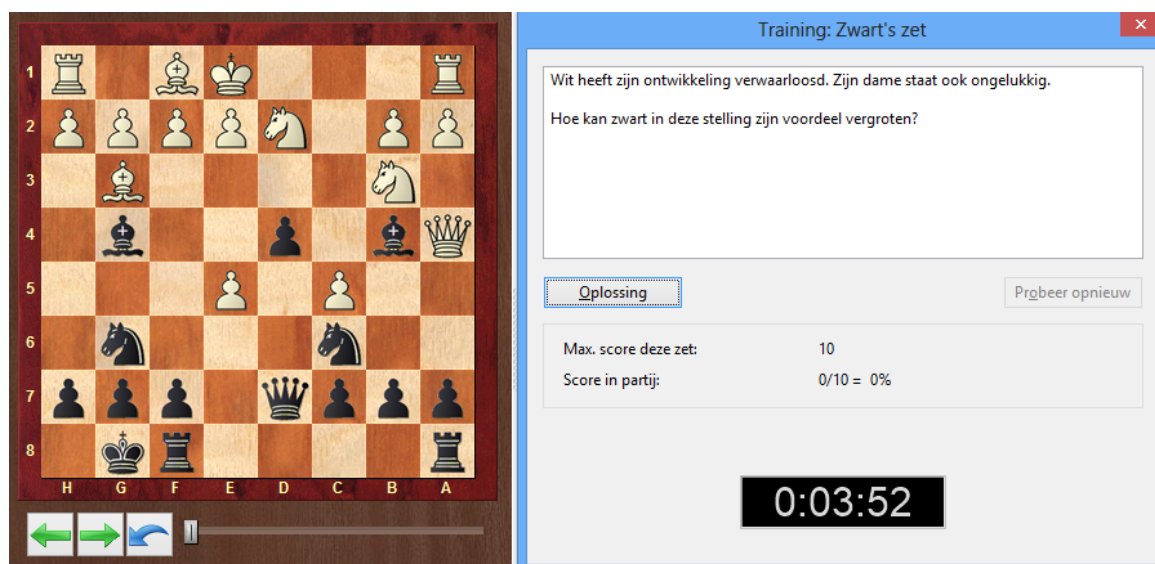 Training: Zwart's zet
Wit heeft zijn ontwikkeling verwaarloosd. Zijn dame staat ook ongelukkig.
Hoe kan zwart in deze stelling zijn voordeel vergroten?
Oplossing
Probeer opnieuw
Max. score deze zet: 10
Score in partij: 0/10 = 0%
0:03:52
1
2
3
4
5
6
7
8
H G F E D C B A